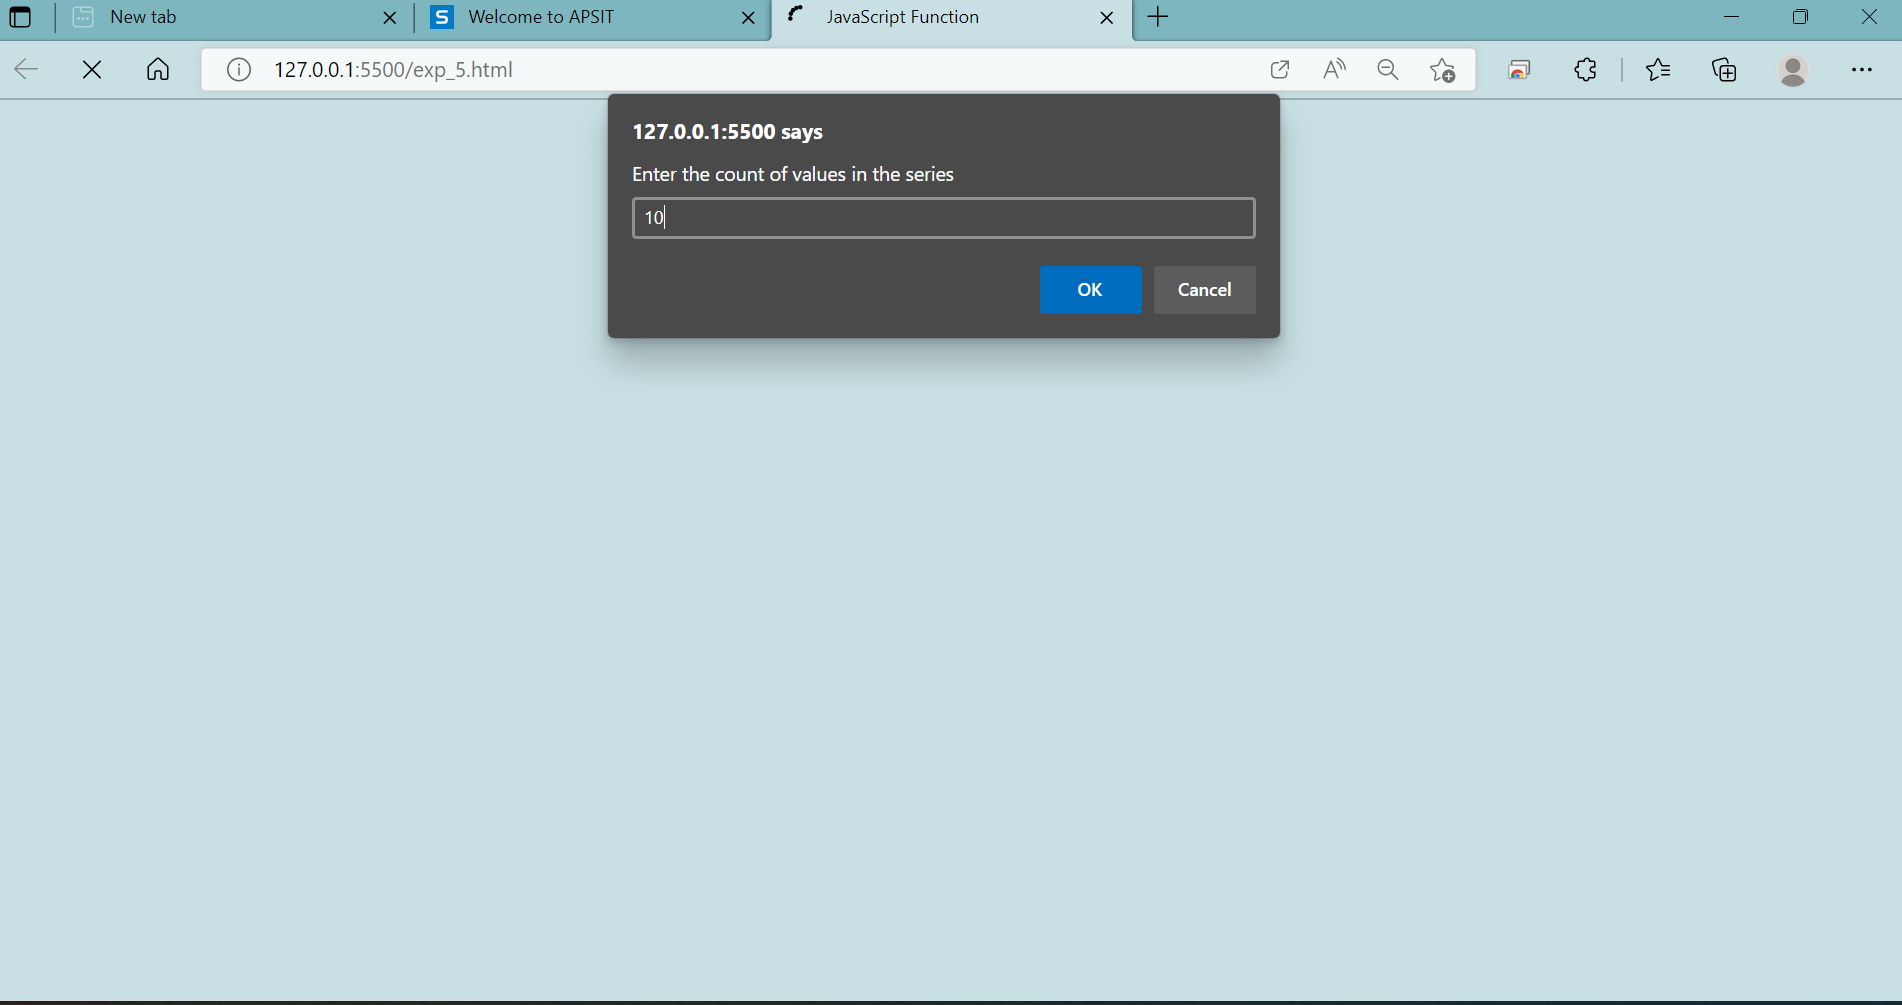 New tab
S Welcome to APSIT
JavaScript Function
127.0.0.1:5500/exp_5.html
127.0.0.1:5500 says
Enter the count of values in the series
10
OK
Cancel